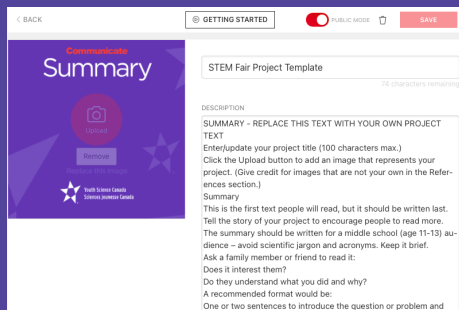 < BACK
GETTING STARTED
PUBLIC MODE
SAVE
Communicate
Summary
Upload
Remove
Replace this image
Youth Science Canada
Sciences jeunesse Canada
STEM Fair Project Template
76 characters remaining
DESCRIPTION
SUMMARY - REPLACE THIS TEXT WITH YOUR OWN PROJECT
TEXT
Enter/update your project title (100 characters max.)
Click the Upload button to add an image that represents your
project. (Give credit for images that are not your own in the Refer-
ences section.)
Summary
This is the first text people will read, but it should be written last.
Tell the story of your project to encourage people to read more.
The summary should be written for a middle school (age 11-13) au-
dience – avoid scientific jargon and acronyms. Keep it brief.
Ask a family member or friend to read it:
Does it interest them?
Do they understand what you did and why?
A recommended format would be:
One or two sentences to introduce the question or problem and